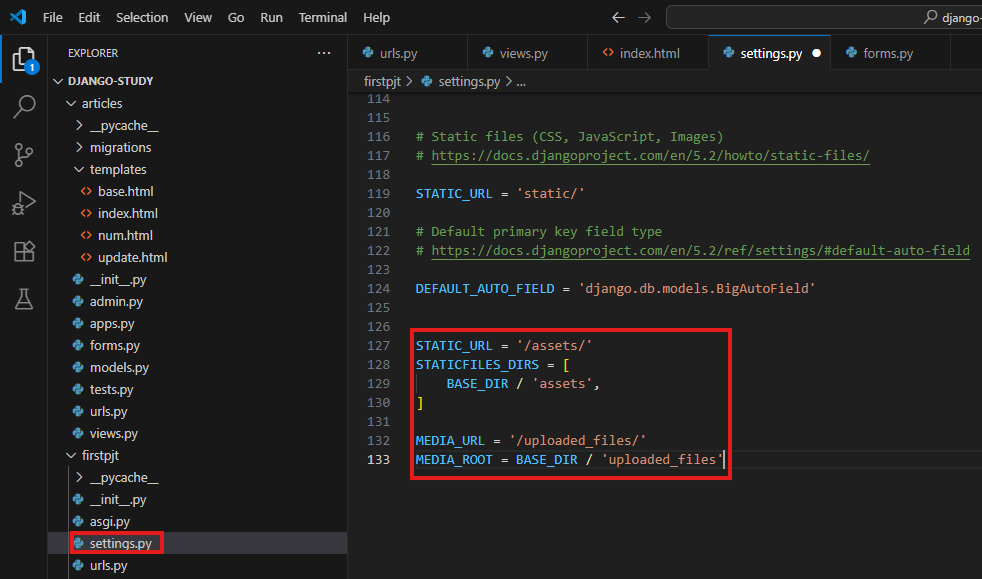 File Edit Selection View Go Run Terminal Help
django-
EXPLORER
1
DJANGO-STUDY
articles
__pycache__
migrations
templates
base.html
index.html
num.html
update.html
__init__.py
admin.py
apps.py
forms.py
models.py
tests.py
urls.py
views.py
firstpjt
__pycache__
__init__.py
asgi.py
settings.py
urls.py
urls.py views.py index.html settings.py forms.py
firstpjt > settings.py > ...
114
115
116 # Static files (CSS, JavaScript, Images)
117 # https://docs.djangoproject.com/en/5.2/howto/static-files/
118
119 STATIC_URL = 'static/'
120
121 # Default primary key field type
122 # https://docs.djangoproject.com/en/5.2/ref/settings/#default-auto-field
123
124 DEFAULT_AUTO_FIELD = 'django.db.models.BigAutoField'
125
126
127 STATIC_URL = '/assets/'
128 STATICFILES_DIRS = [
129     BASE_DIR / 'assets',
130 ]
131
132 MEDIA_URL = '/uploaded_files/'
133 MEDIA_ROOT = BASE_DIR / 'uploaded_files'